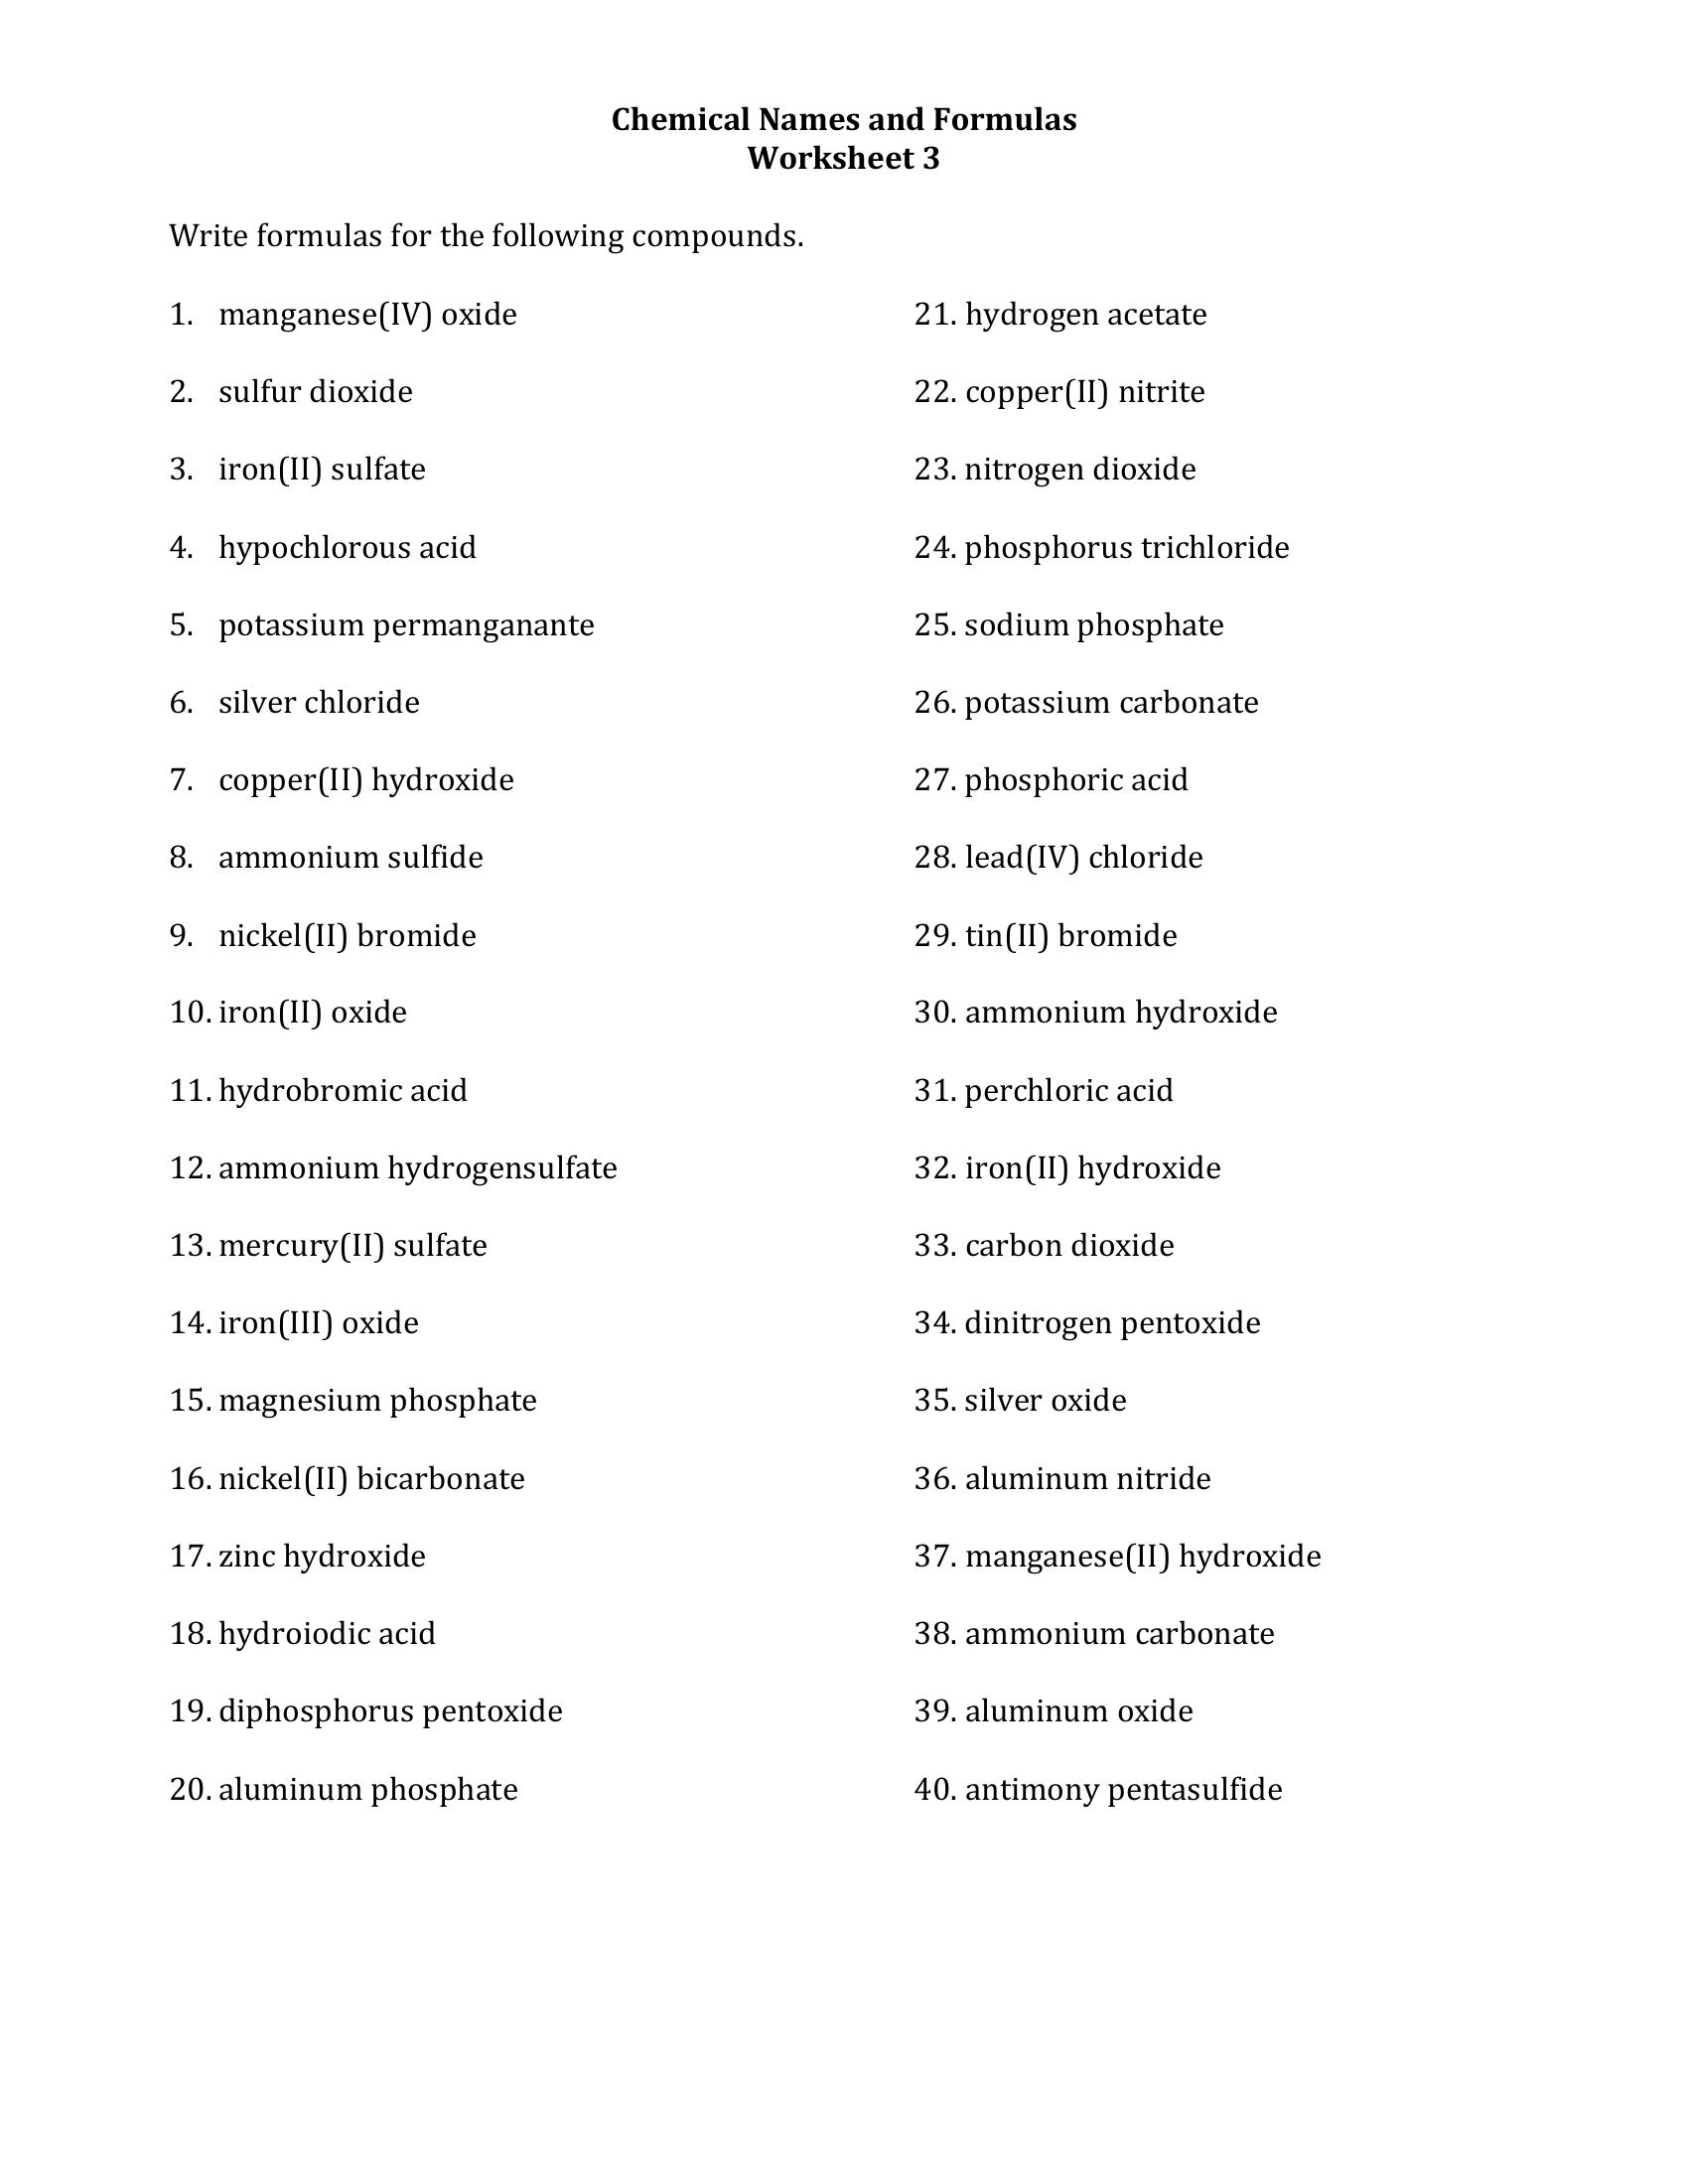 Chemical Names and Formulas
Worksheet 3
Write formulas for the following compounds.
1. manganese(IV) oxide
2. sulfur dioxide
3. iron(II) sulfate
4. hypochlorous acid
5. potassium permanganante
6. silver chloride
7. copper(II) hydroxide
8. ammonium sulfide
9. nickel(II) bromide
10. iron(II) oxide
11. hydrobromic acid
12. ammonium hydrogensulfate
13. mercury(II) sulfate
14. iron(III) oxide
15. magnesium phosphate
16. nickel(II) bicarbonate
17. zinc hydroxide
18. hydroiodic acid
19. diphosphorus pentoxide
20. aluminum phosphate
21. hydrogen acetate
22. copper(II) nitrite
23. nitrogen dioxide
24. phosphorus trichloride
25. sodium phosphate
26. potassium carbonate
27. phosphoric acid
28. lead(IV) chloride
29. tin(II) bromide
30. ammonium hydroxide
31. perchloric acid
32. iron(II) hydroxide
33. carbon dioxide
34. dinitrogen pentoxide
35. silver oxide
36. aluminum nitride
37. manganese(II) hydroxide
38. ammonium carbonate
39. aluminum oxide
40. antimony pentasulfide